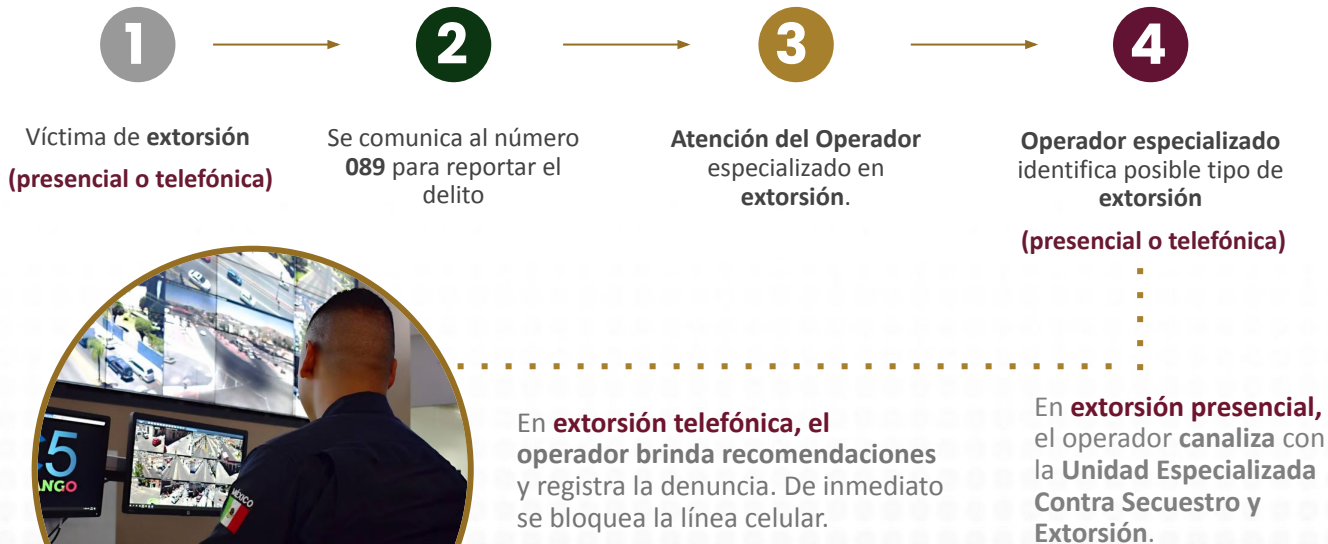 1
2
3
4
Víctima de extorsión
(presencial o telefónica)
Se comunica al número
089 para reportar el
delito
Atención del Operador
especializado en
extorsión.
Operador especializado
identifica posible tipo de
extorsión
(presencial o telefónica)
En extorsión telefónica, el
operador brinda recomendaciones
y registra la denuncia. De inmediato
se bloquea la línea celular.
En extorsión presencial,
el operador canaliza con
la Unidad Especializada
Contra Secuestro y
Extorsión.
5
NGO
MÉXICO